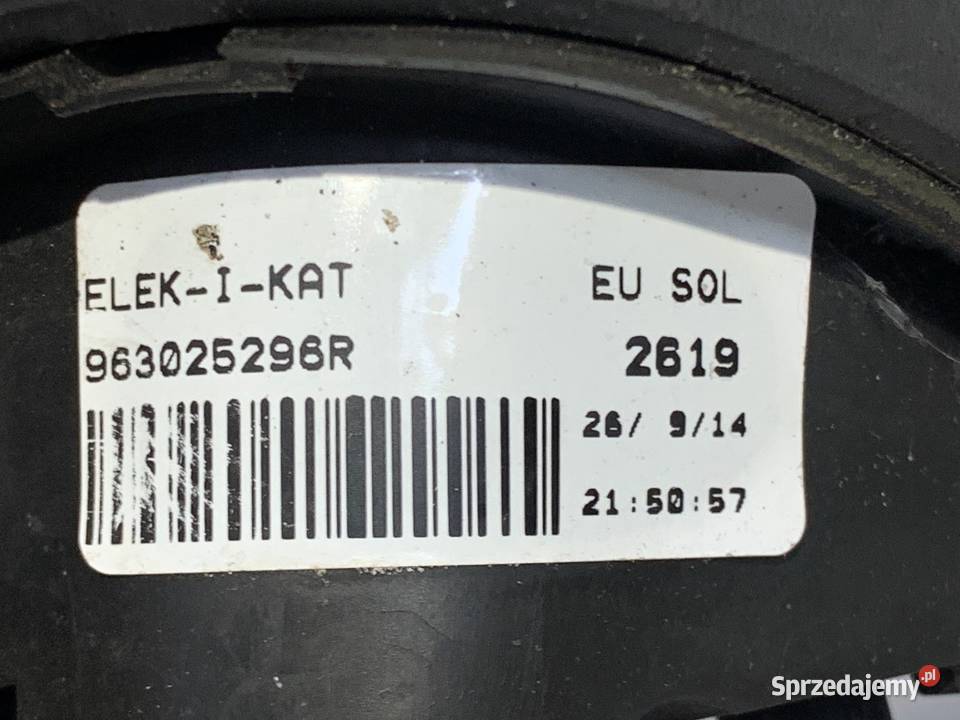 ELEK-I-KAT EU SOL
963025296R 2619
26/ 9/14
21:50:57
Sprzedajemy.pl